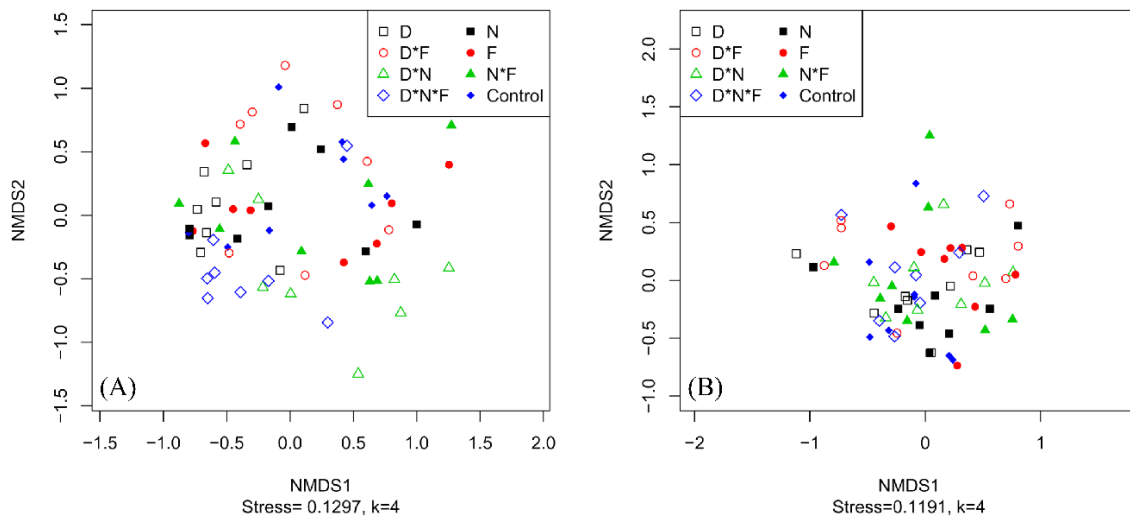 1.5
1.0
0.5
0.0
−0.5
−1.0
−1.5
NMDS2
D N
D*F F
D*N N*F
D*N*F Control
(A)
−1.5 −1.0 −0.5 0.0 0.5 1.0 1.5 2.0
NMDS1
Stress= 0.1297, k=4
2.0
1.5
1.0
0.5
0.0
−0.5
−1.0
NMDS2
D N
D*F F
D*N N*F
D*N*F Control
(B)
−2 −1 0 1
NMDS1
Stress=0.1191, k=4